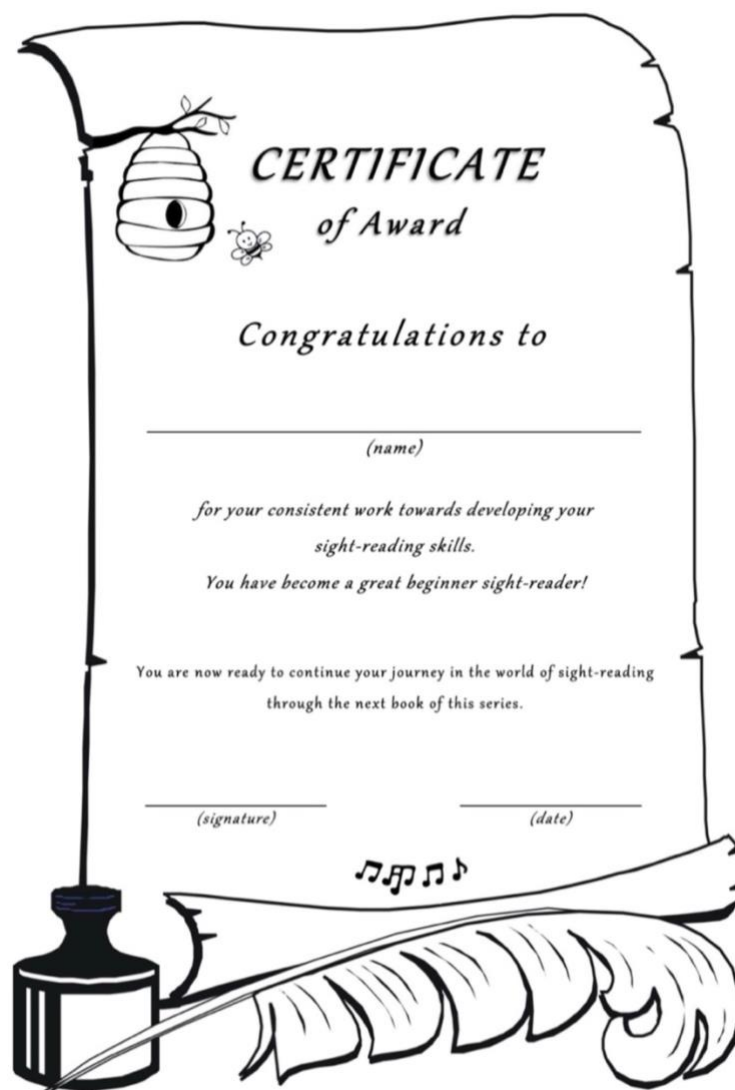 CERTIFICATE
of Award
Congratulations to
(name)
for your consistent work towards developing your
sight-reading skills.
You have become a great beginner sight-reader!
You are now ready to continue your journey in the world of sight-reading
through the next book of this series.
(signature) (date)